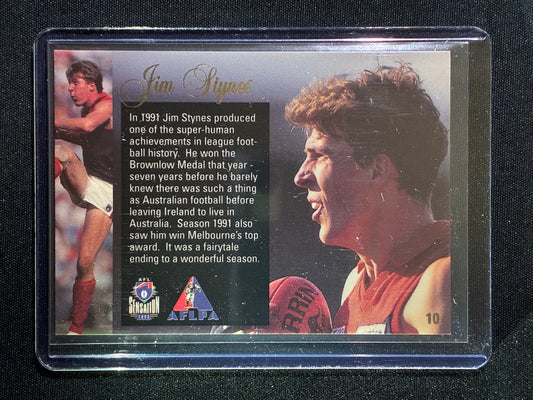 Jim Stynes
In 1991 Jim Stynes produced
one of the super-human
achievements in league foot-
ball history. He won the
Brownlow Medal that year -
seven years before he barely
knew there was such a thing
as Australian football before
leaving Ireland to live in
Australia. Season 1991 also
saw him win Melbourne's top
award. It was a fairytale
ending to a wonderful season.
AFL
SENSATION
1993
AFLPA
10